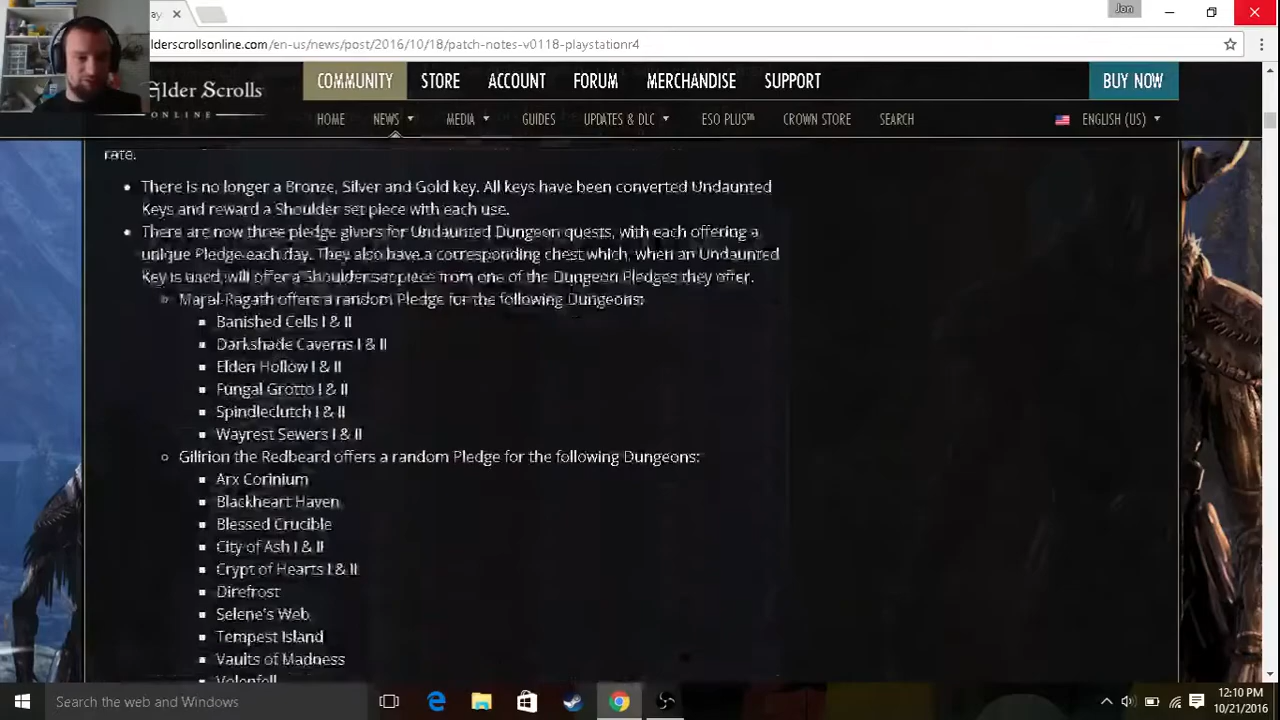 ay
Jon
lderscrollsonline.com/en-us/news/post/2016/10/18/patch-notes-v0118-playstationr4
Elder Scrolls
ONLINE
COMMUNITY STORE ACCOUNT FORUM MERCHANDISE SUPPORT BUY NOW
HOME NEWS MEDIA GUIDES UPDATES & DLC ESO PLUS™ CROWN STORE SEARCH ENGLISH (US)
rate.
There is no longer a Bronze, Silver and Gold key. All keys have been converted Undaunted
Keys and reward a Shoulder set piece with each use.
There are now three pledge givers for Undaunted Dungeon quests, with each offering a
unique Pledge each day. They also have a corresponding chest which, when an Undaunted
Key is used, will offer a Shoulder set piece from one of the Dungeon Pledges they offer.
Maj al-Ragath offers a random Pledge for the following Dungeons:
Banished Cells I & II
Darkshade Caverns I & II
Elden Hollow I & II
Fungal Grotto I & II
Spindleclutch I & II
Wayrest Sewers I & II
Gilirion the Redbeard offers a random Pledge for the following Dungeons:
Arx Corinium
Blackheart Haven
Blessed Crucible
City of Ash I & II
Crypt of Hearts I & II
Direfrost
Selene's Web
Tempest Island
Vaults of Madness
Volenfell
Search the web and Windows
12:10 PM
10/21/2016